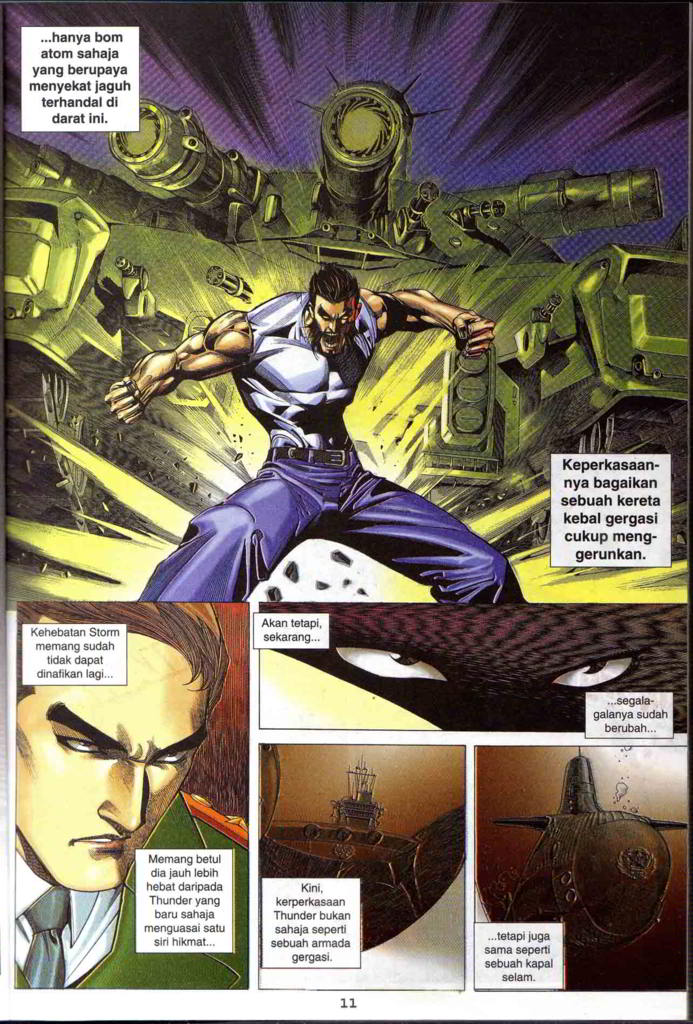 ...hanya bom
atom sahaja
yang berupaya
menyekat jaguh
terhandal di
darat ini.
Keperkasaan-
nya bagaikan
sebuah kereta
kebal gergasi
cukup meng-
gerunkan.
Kehebatan Storm
memang sudah
tidak dapat
dinafikan lagi...
Memang betul
dia jauh lebih
hebat daripada
Thunder yang
baru sahaja
menguasai satu
siri hikmat...
Akan tetapi,
sekarang...
...segala-
galanya sudah
berubah...
Kini,
kerperkasaan
Thunder bukan
sahaja seperti
sebuah armada
gergasi.
...tetapi juga
sama seperti
sebuah kapal
selam.
11